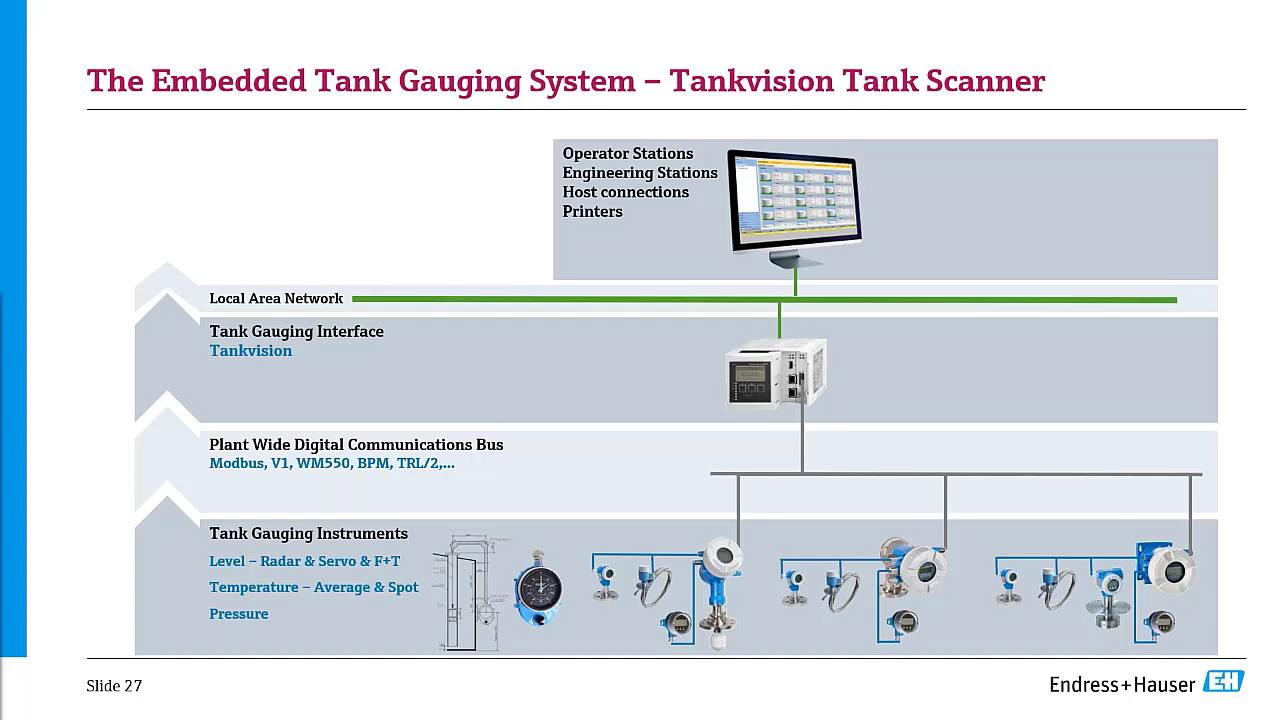 The Embedded Tank Gauging System – Tankvision Tank Scanner
Operator Stations
Engineering Stations
Host connections
Printers
Local Area Network
Tank Gauging Interface
Tankvision
Plant Wide Digital Communications Bus
Modbus, V1, WM550, BPM, TRL/2,...
Tank Gauging Instruments
Level – Radar & Servo & F+T
Temperature – Average & Spot
Pressure
Slide 27
Endress+Hauser
EH